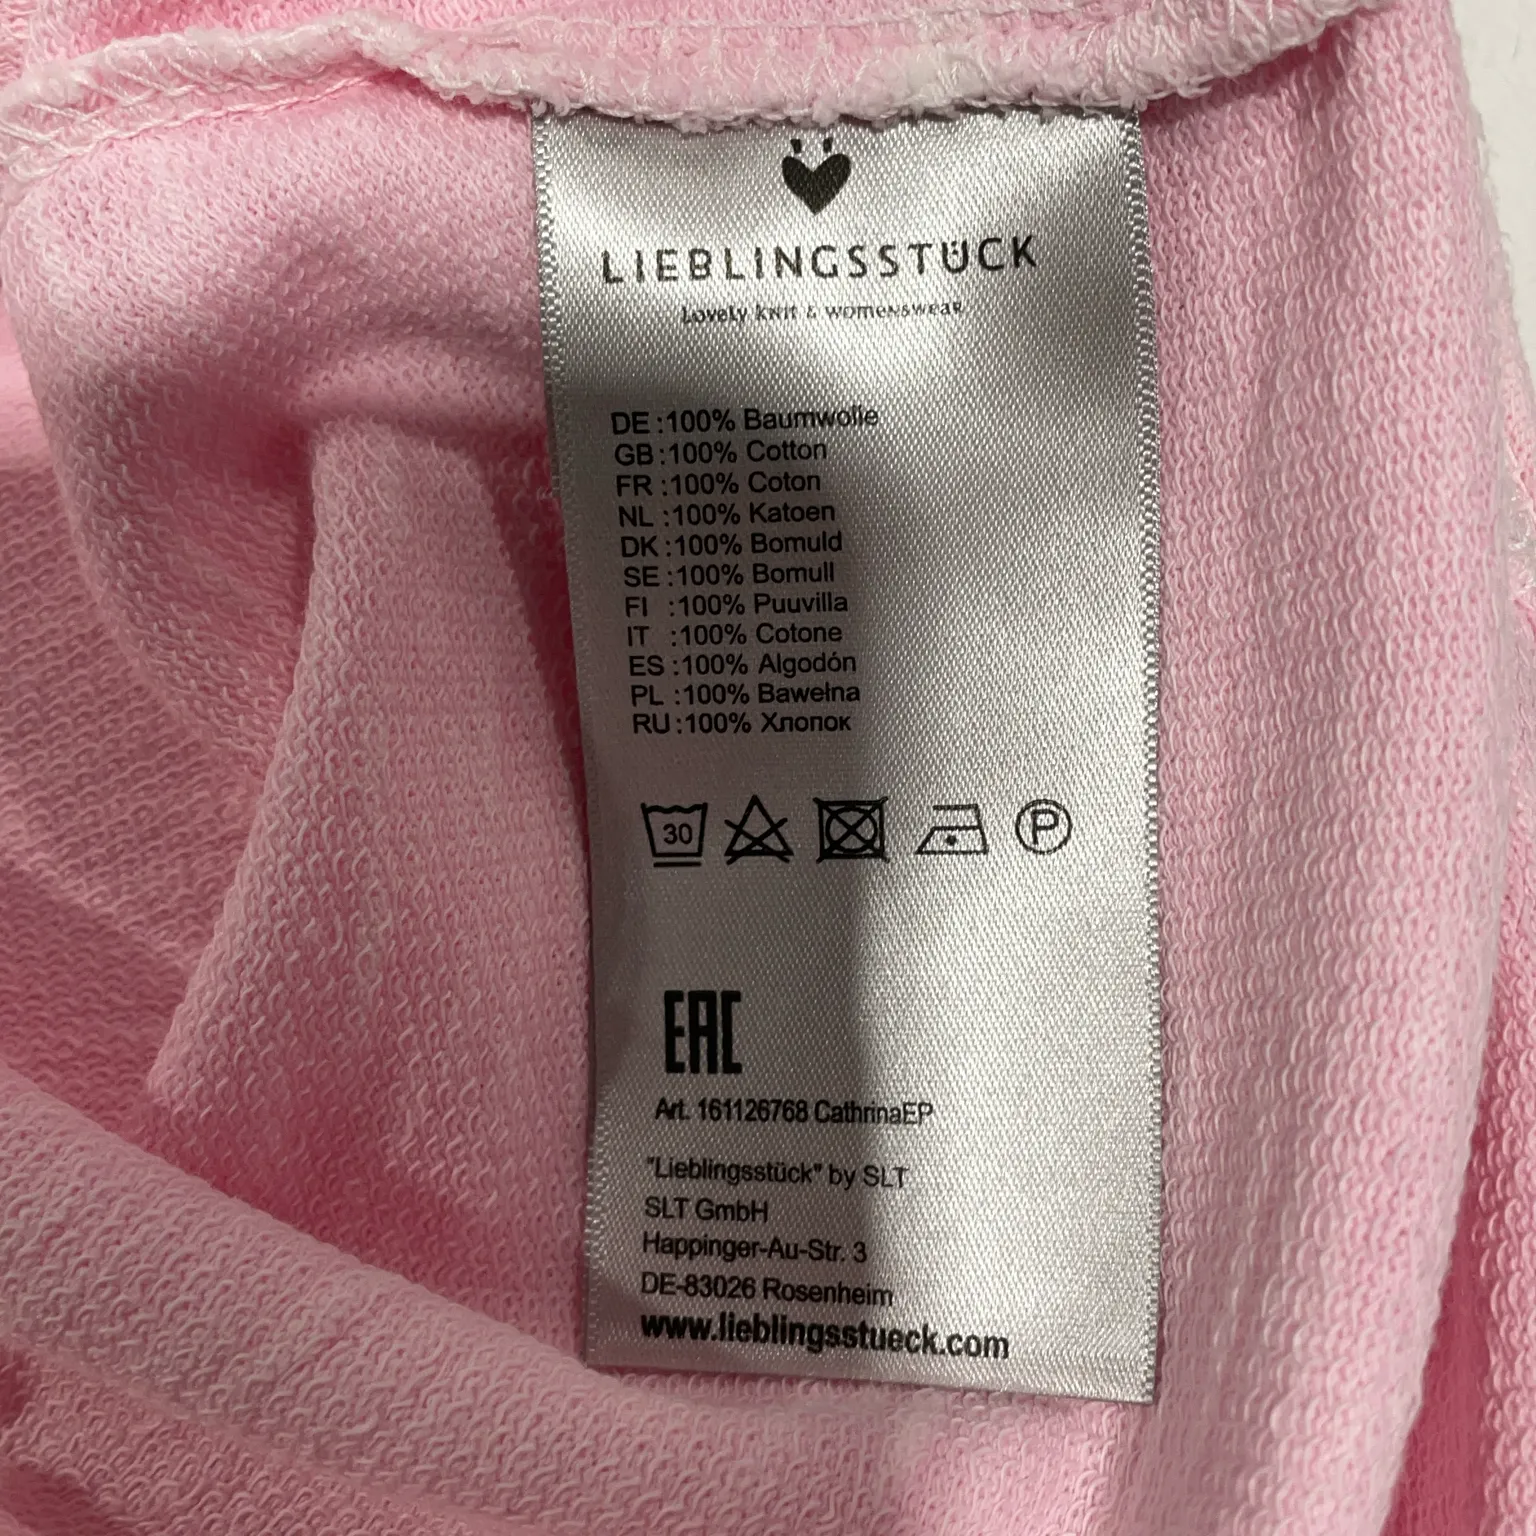 LIEBLINGSSTÜCK
Lovely knit & womenswear
DE :100% Baumwolle
GB :100% Cotton
FR :100% Coton
NL :100% Katoen
DK :100% Bomuld
SE :100% Bomull
FI :100% Puuvilla
IT :100% Cotone
ES :100% Algodón
PL :100% Bawełna
RU :100% Хлопок
30 P
EAC
Art. 161126768 CathrinaEP
"Lieblingsstück" by SLT
SLT GmbH
Happinger-Au-Str. 3
DE-83026 Rosenheim
www.lieblingsstueck.com